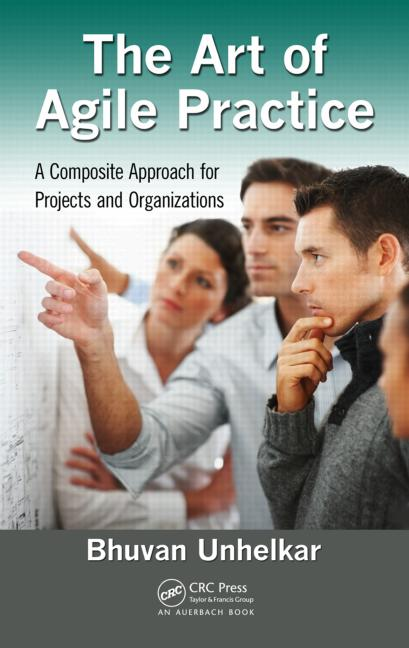 The Art of
Agile Practice
A Composite Approach for
Projects and Organizations
Bhuvan Unhelkar
CRC
CRC Press
Taylor & Francis Group
AN AUERBACH BOOK